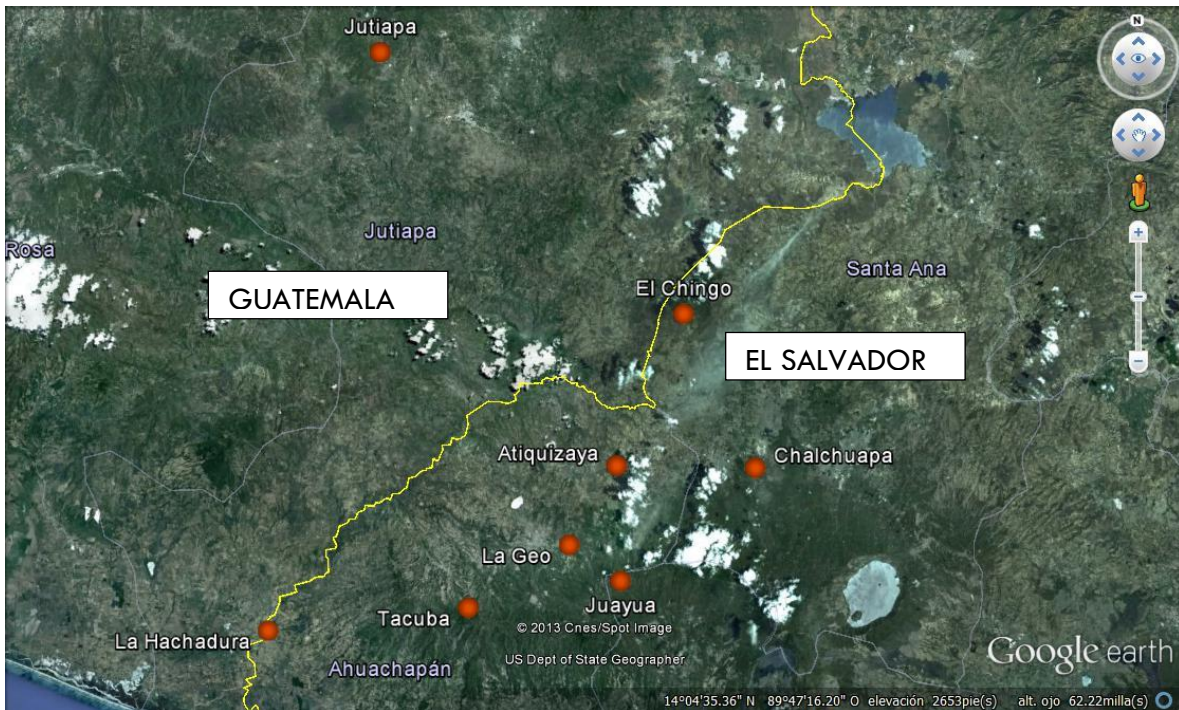 Jutiapa
N
Jutiapa
Rosa
Santa Ana
GUATEMALA
El Chingo
EL SALVADOR
Atiquizaya
Chalchuapa
La Geo
Juayua
Tacuba
© 2013 Cnes/Spot Image
La Hachadura
US Dept of State Geographer
Ahuachapán
Google earth
14°04'35.36" N 89°47'16.20" O elevación 2653pie(s) alt. ojo 62.22milla(s)